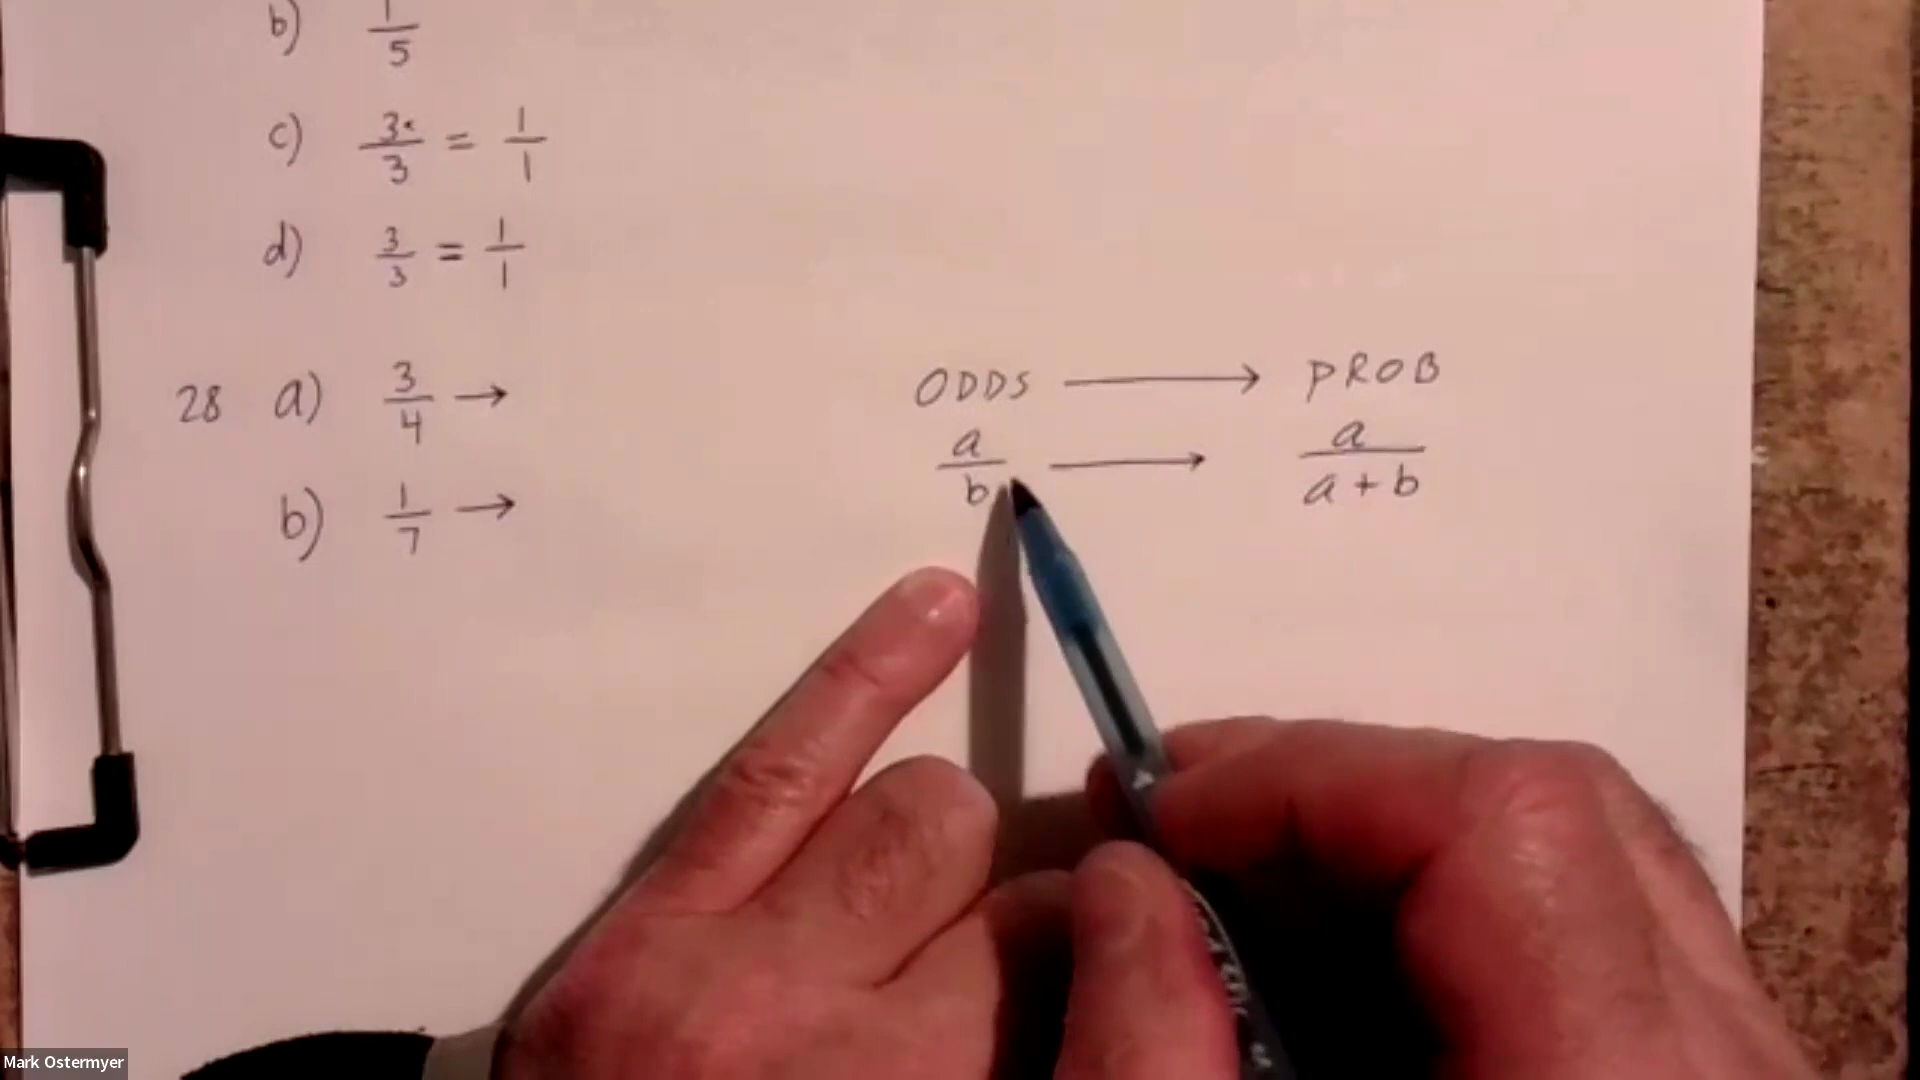 b) 1/5
c) 3/3 = 1/1
d) 3/3 = 1/1
28 a) 3/4 →
b) 1/7 →
ODDS → PROB
a/b → a/a+b
Mark Ostermyer